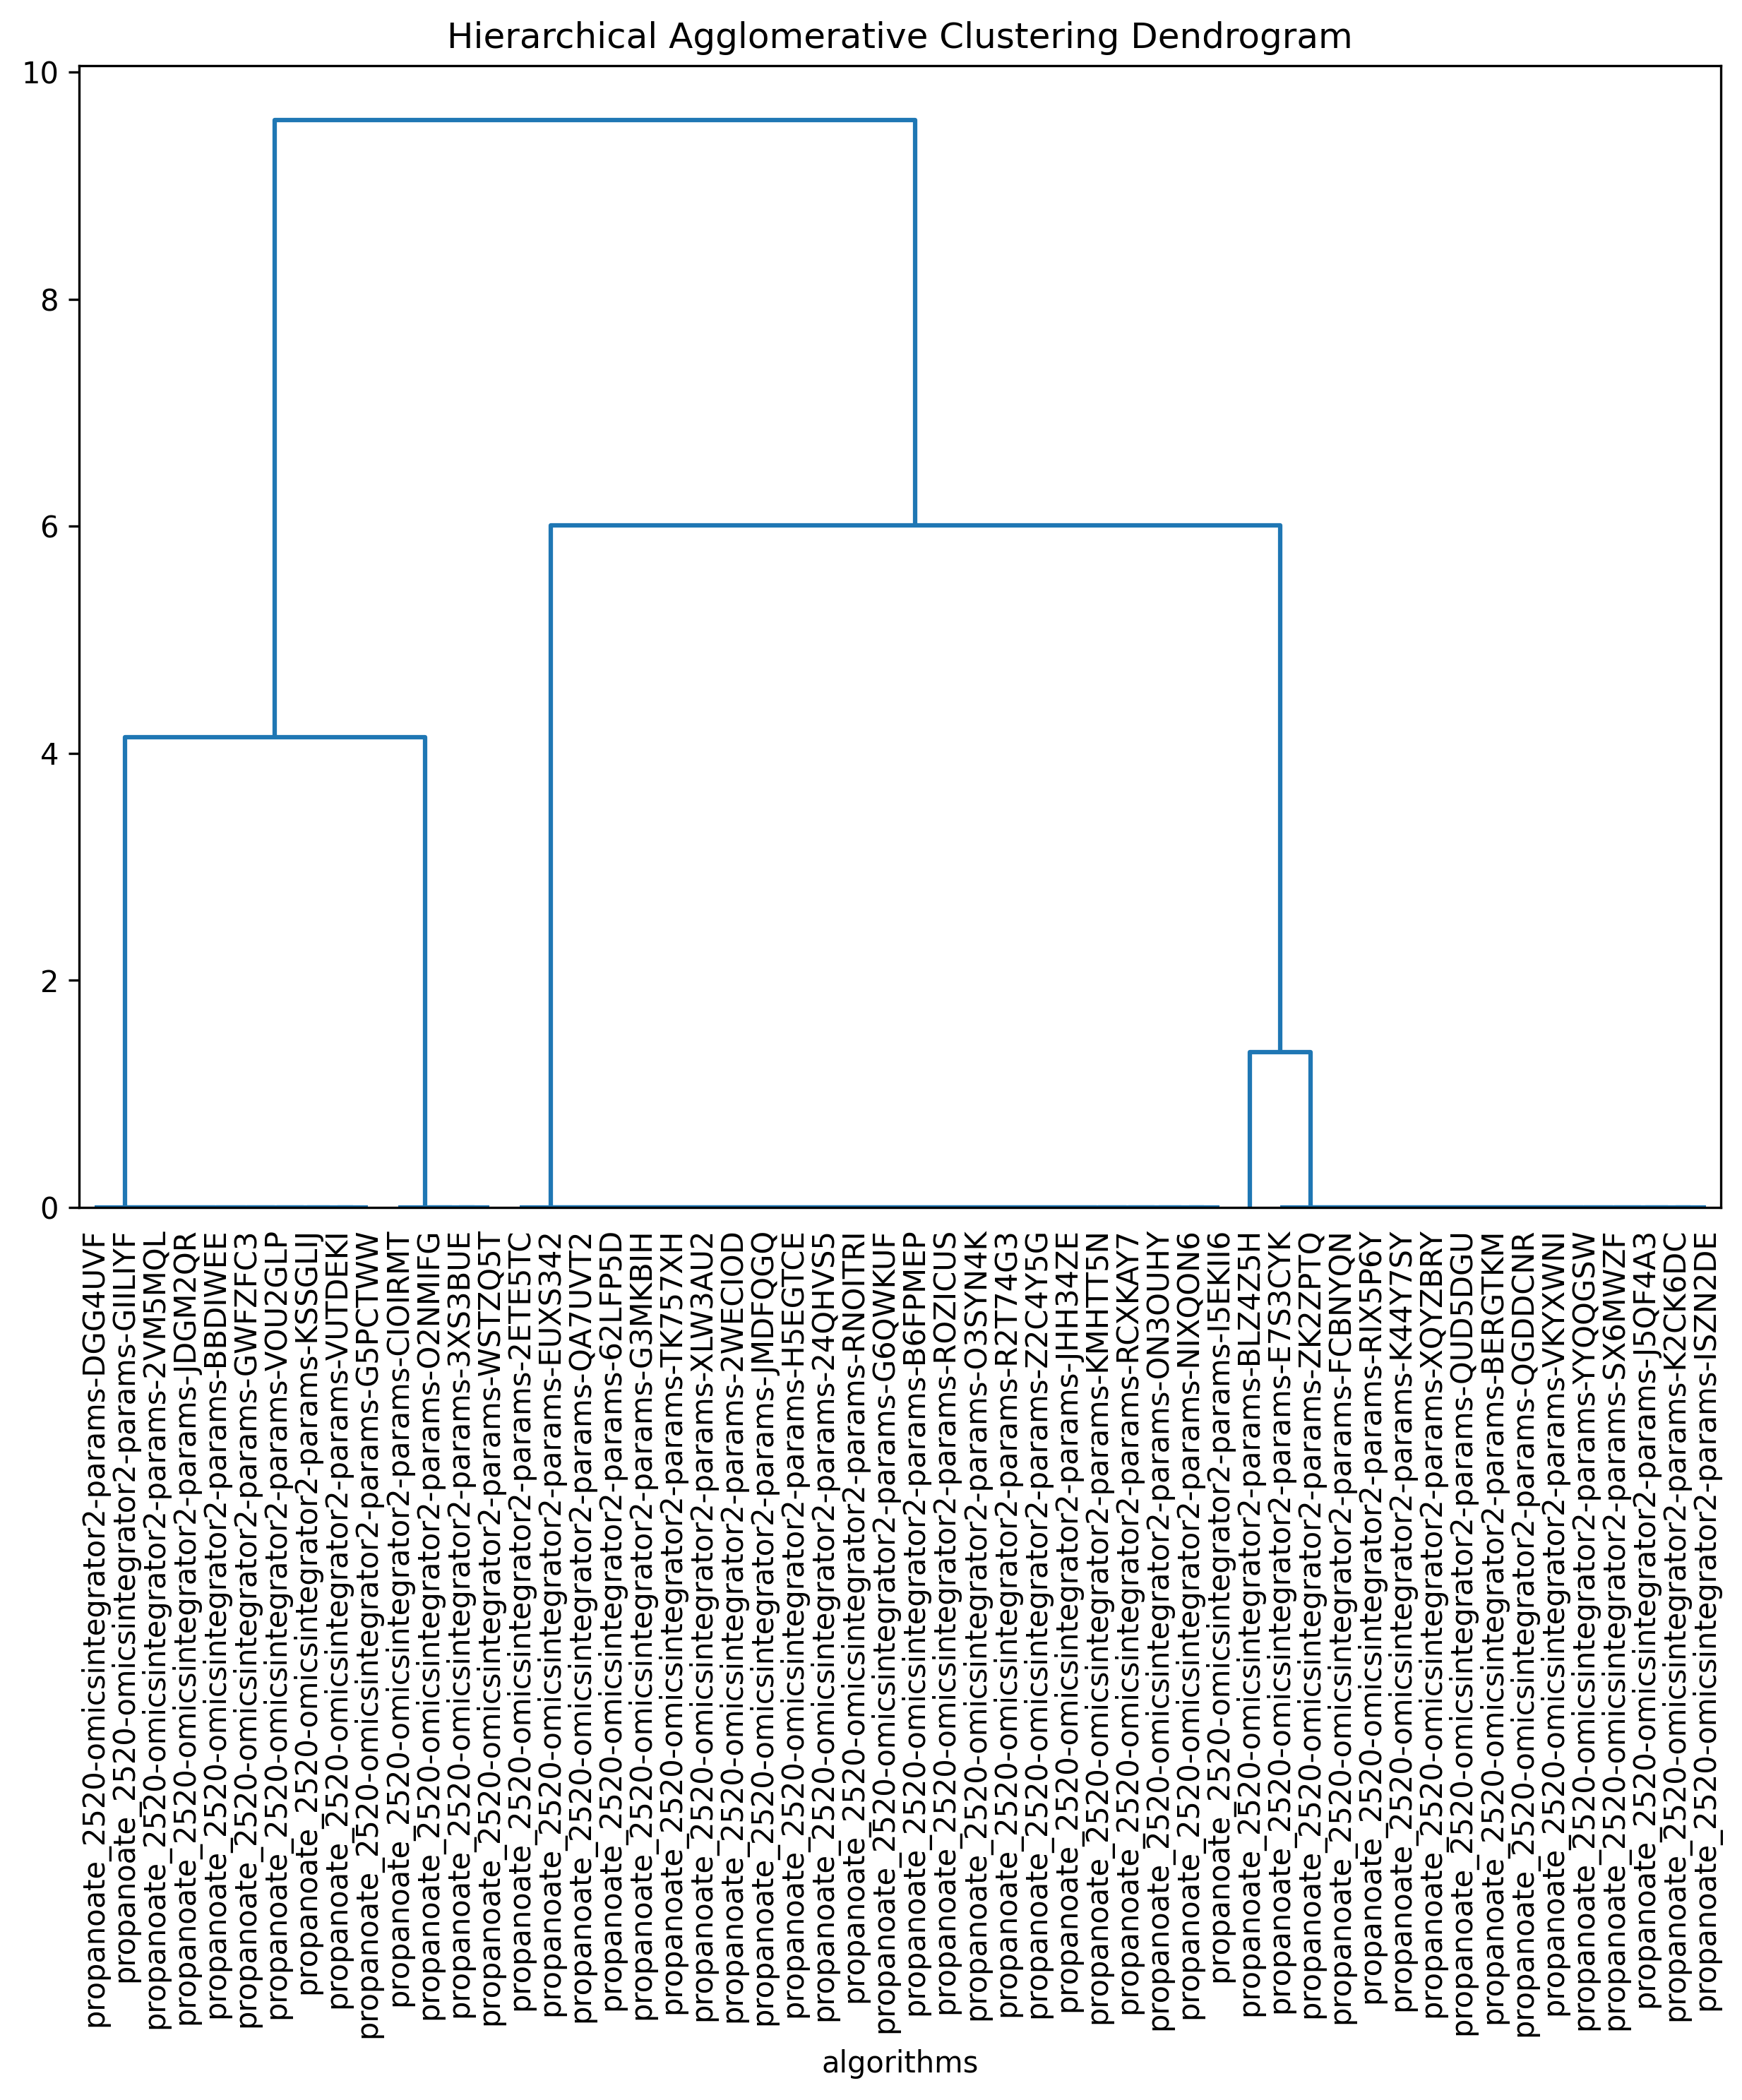 Hierarchical Agglomerative Clustering Dendrogram
10
8
6
4
2
0
propanoate_2520-omicsintegrator2-params-DGG4UVF
propanoate_2520-omicsintegrator2-params-GIILIYF
propanoate_2520-omicsintegrator2-params-2VM5MQL
propanoate_2520-omicsintegrator2-params-JDGM2QR
propanoate_2520-omicsintegrator2-params-BBDIWEE
propanoate_2520-omicsintegrator2-params-GWFZFC3
propanoate_2520-omicsintegrator2-params-VOU2GLP
propanoate_2520-omicsintegrator2-params-KSSGLIJ
propanoate_2520-omicsintegrator2-params-VUTDEKI
propanoate_2520-omicsintegrator2-params-G5PCTWW
propanoate_2520-omicsintegrator2-params-CIOIRMT
propanoate_2520-omicsintegrator2-params-O2NMIFG
propanoate_2520-omicsintegrator2-params-3XS3BUE
propanoate_2520-omicsintegrator2-params-WSTZQ5T
propanoate_2520-omicsintegrator2-params-2ETE5TC
propanoate_2520-omicsintegrator2-params-EUXS342
propanoate_2520-omicsintegrator2-params-QA7UVT2
propanoate_2520-omicsintegrator2-params-62LFP5D
propanoate_2520-omicsintegrator2-params-G3MKBIH
propanoate_2520-omicsintegrator2-params-TK757XH
propanoate_2520-omicsintegrator2-params-XLW3AU2
propanoate_2520-omicsintegrator2-params-2WECIOD
propanoate_2520-omicsintegrator2-params-JMDFQGQ
propanoate_2520-omicsintegrator2-params-H5EGTCE
propanoate_2520-omicsintegrator2-params-24QHVS5
propanoate_2520-omicsintegrator2-params-RNOITRI
propanoate_2520-omicsintegrator2-params-G6QWKUF
propanoate_2520-omicsintegrator2-params-B6FPMEP
propanoate_2520-omicsintegrator2-params-ROZICUS
propanoate_2520-omicsintegrator2-params-O3SYN4K
propanoate_2520-omicsintegrator2-params-R2T74G3
propanoate_2520-omicsintegrator2-params-Z2C4Y5G
propanoate_2520-omicsintegrator2-params-JHH34ZE
propanoate_2520-omicsintegrator2-params-KMHTT5N
propanoate_2520-omicsintegrator2-params-RCXKAY7
propanoate_2520-omicsintegrator2-params-ON3OUHY
propanoate_2520-omicsintegrator2-params-NIXQON6
propanoate_2520-omicsintegrator2-params-I5EKII6
propanoate_2520-omicsintegrator2-params-BLZ4Z5H
propanoate_2520-omicsintegrator2-params-E7S3CYK
propanoate_2520-omicsintegrator2-params-ZK2ZPTQ
propanoate_2520-omicsintegrator2-params-FCBNYQN
propanoate_2520-omicsintegrator2-params-RIX5P6Y
propanoate_2520-omicsintegrator2-params-K44Y7SY
propanoate_2520-omicsintegrator2-params-XQYZBRY
propanoate_2520-omicsintegrator2-params-QUD5DGU
propanoate_2520-omicsintegrator2-params-BERGTKM
propanoate_2520-omicsintegrator2-params-QGDDCNR
propanoate_2520-omicsintegrator2-params-VKYXWNI
propanoate_2520-omicsintegrator2-params-YYQQGSW
propanoate_2520-omicsintegrator2-params-SX6MWZF
propanoate_2520-omicsintegrator2-params-J5QF4A3
propanoate_2520-omicsintegrator2-params-K2CK6DC
propanoate_2520-omicsintegrator2-params-ISZN2DE
algorithms